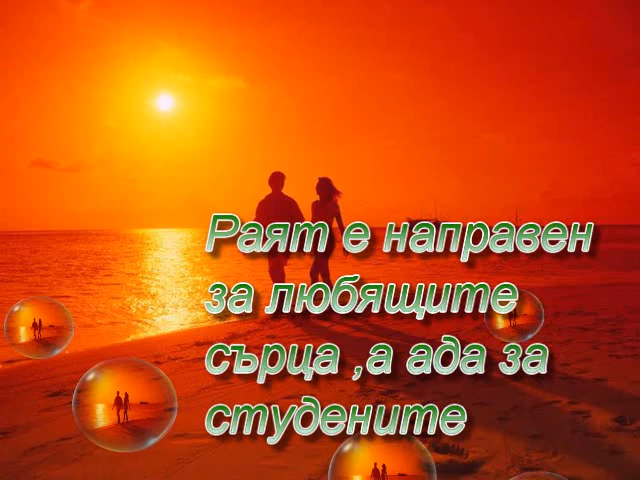 Раят е направен
за любящите
сърца ,а ада за
студените